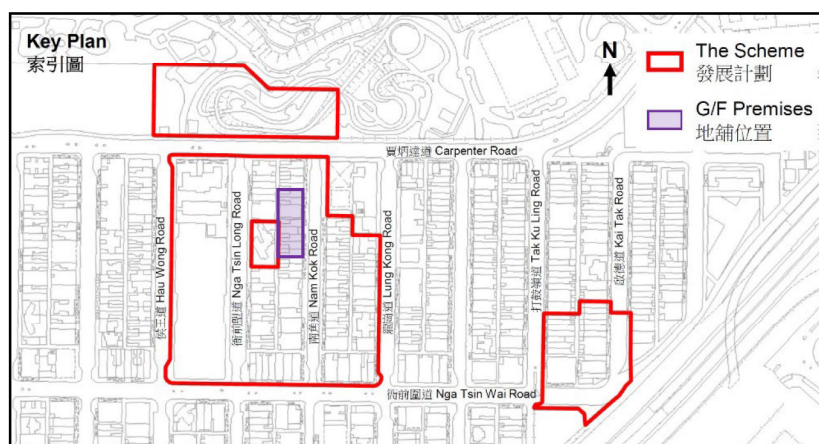 Key Plan
索引圖
N
The Scheme
發展計劃
G/F Premises
地舖位置
賈炳達道 Carpenter Road
侯王道 Hau Wong Road
衙前塱道 Nga Tsin Long Road
南角道 Nam Kok Road
龍崗道 Lung Kong Road
打鼓嶺道 Tak Ku Ling Road
啟德道 Kai Tak Road
衙前圍道 Nga Tsin Wai Road